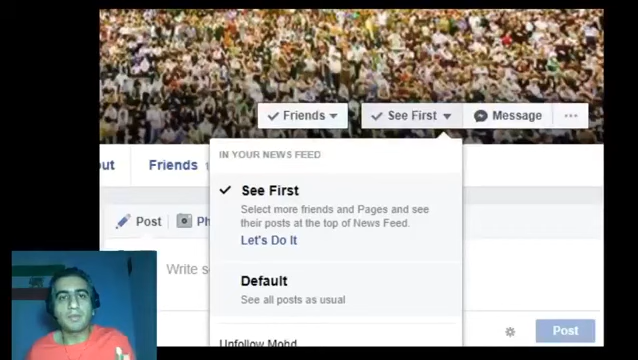 Friends
See First
Message
IN YOUR NEWS FEED
out
Friends
See First
Select more friends and Pages and see
their posts at the top of News Feed.
Let's Do It
Post
Default
See all posts as usual
Unfollow Mohd
Post